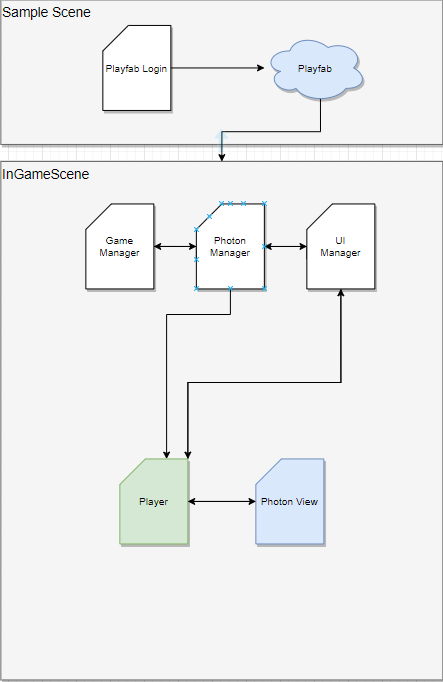 Sample Scene
Playfab Login
Playfab
InGameScene
Game
Manager
Photon
Manager
UI
Manager
Player
Photon View